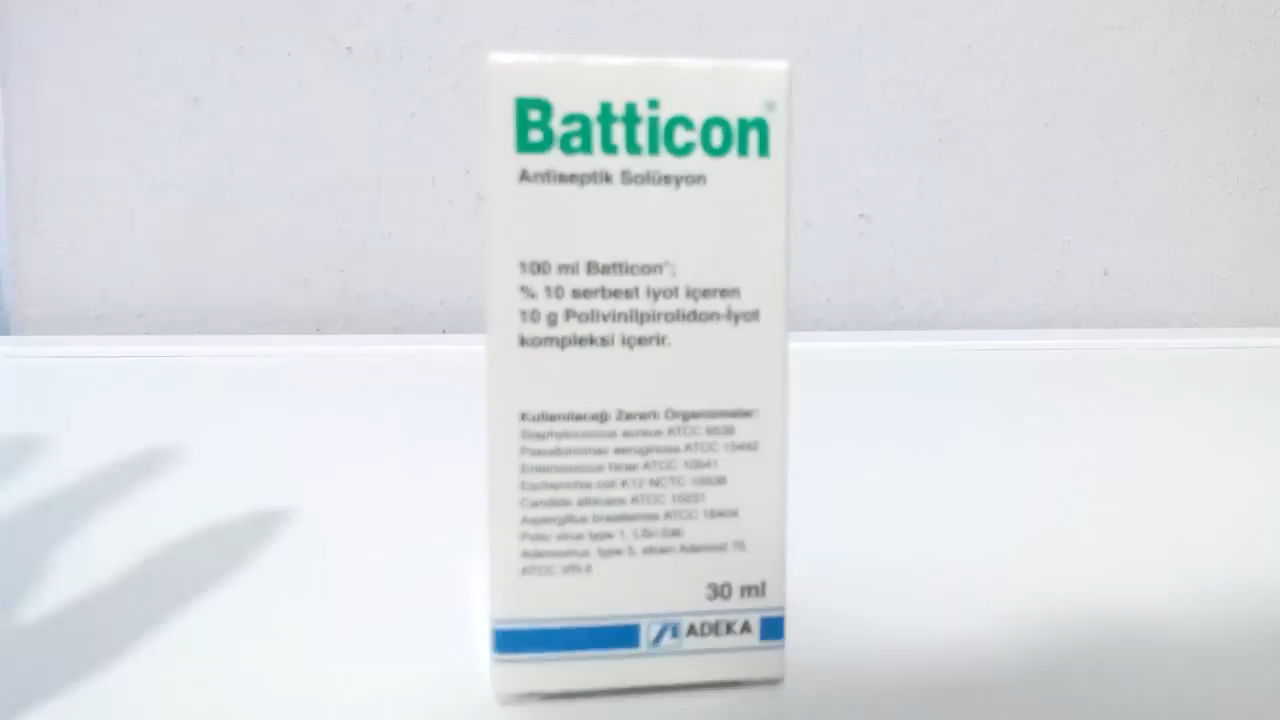 Batticon®
Antiseptik Solüsyon
100 ml Batticon®;
% 10 serbest iyot içeren
10 g Polivinilpirolidon-İyot
kompleksi içerir.
Kullanılacağı Zararlı Organizmalar:
Staphylococcus aureus ATCC 6538
Pseudomonas aeruginosa ATCC 15442
Enterococcus hirae ATCC 10541
Escherichia coli K12 NCTC 10538
Candida albicans ATCC 10231
Aspergillus brasiliensis ATCC 16404
Polio virus type 1, LSc-2ab
Adenovirus, type 5, strain Adenoid 75,
ATCC VR-5
30 ml
ADEKA